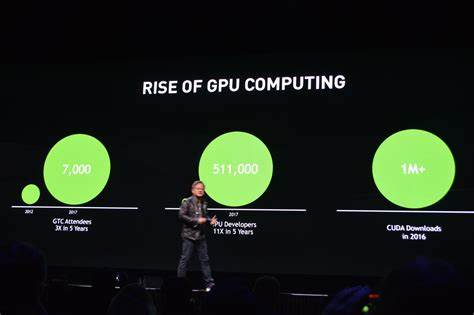 RISE OF GPU COMPUTING
7,000
511,000
1M+
2012
2017
2017
GTC Attendees
3X in 5 Years
PU Developers
11X in 5 Years
CUDA Downloads
in 2016